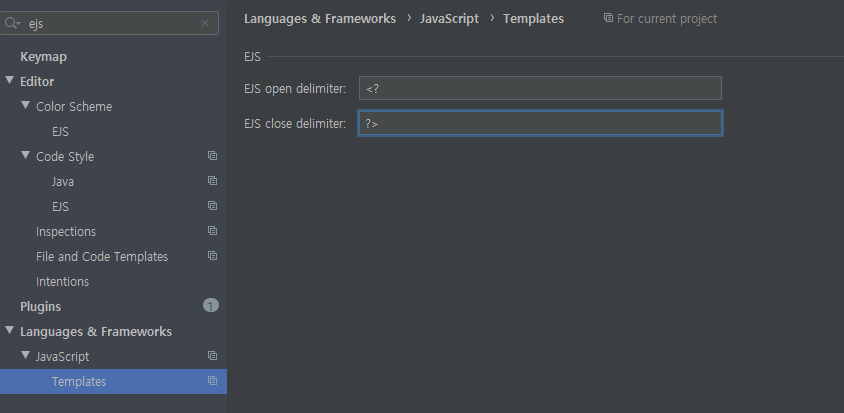 ejs
Keymap
Editor
Color Scheme
EJS
Code Style
Java
EJS
Inspections
File and Code Templates
Intentions
Plugins 1
Languages & Frameworks
JavaScript
Templates
Languages & Frameworks › JavaScript › Templates For current project
EJS
EJS open delimiter: <?
EJS close delimiter: ?>